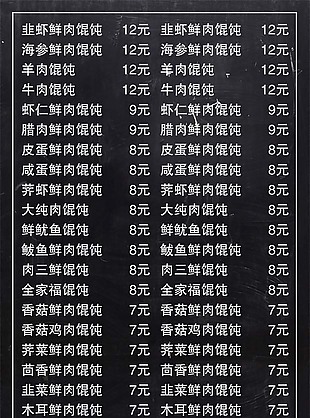 韭虾鲜肉馄饨 12元 韭虾鲜肉馄饨 12元
海参鲜肉馄饨 12元 海参鲜肉馄饨 12元
羊肉馄饨 12元 羊肉馄饨 12元
牛肉馄饨 12元 牛肉馄饨 12元
虾仁鲜肉馄饨 9元 虾仁鲜肉馄饨 9元
腊肉鲜肉馄饨 9元 腊肉鲜肉馄饨 9元
皮蛋鲜肉馄饨 8元 皮蛋鲜肉馄饨 8元
咸蛋鲜肉馄饨 8元 咸蛋鲜肉馄饨 8元
荠虾鲜肉馄饨 8元 荠虾鲜肉馄饨 8元
大纯肉馄饨 8元 大纯肉馄饨 8元
鲜鱿鱼馄饨 8元 鲜鱿鱼馄饨 8元
鲅鱼鲜肉馄饨 8元 鲅鱼鲜肉馄饨 8元
肉三鲜馄饨 8元 肉三鲜馄饨 8元
全家福馄饨 8元 全家福馄饨 8元
香菇鲜肉馄饨 7元 香菇鲜肉馄饨 7元
香菇鸡肉馄饨 7元 香菇鸡肉馄饨 7元
荠菜鲜肉馄饨 7元 荠菜鲜肉馄饨 7元
茴香鲜肉馄饨 7元 茴香鲜肉馄饨 7元
韭菜鲜肉馄饨 7元 韭菜鲜肉馄饨 7元
木耳鲜肉馄饨 7元 木耳鲜肉馄饨 7元